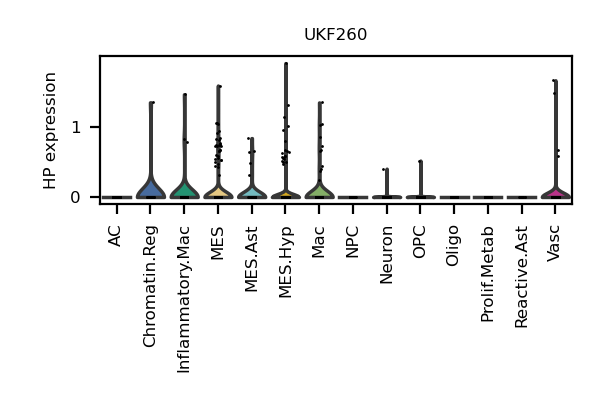 UKF260
HP expression
1
0
AC
Chromatin.Reg
Inflammatory.Mac
MES
MES.Ast
MES.Hyp
Mac
NPC
Neuron
OPC
Oligo
Prolif.Metab
Reactive.Ast
Vasc